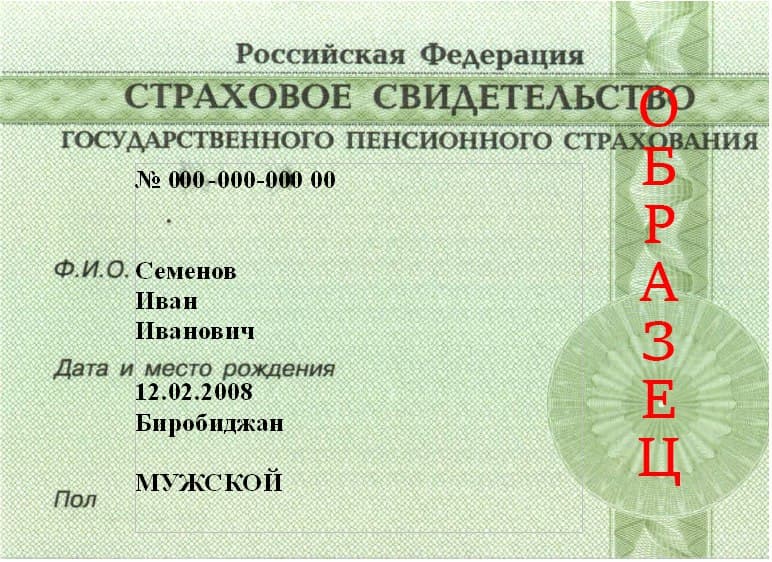 Российская Федерация
СТРАХОВОЕ СВИДЕТЕЛЬСТВО
ГОСУДАРСТВЕННОГО ПЕНСИОННОГО СТРАХОВАНИЯ
№ 000-000-000 00
Ф.И.О. Семенов
Иван
Иванович
Дата и место рождения
12.02.2008
Биробиджан
Пол МУЖСКОЙ
ОБРАЗЕЦ